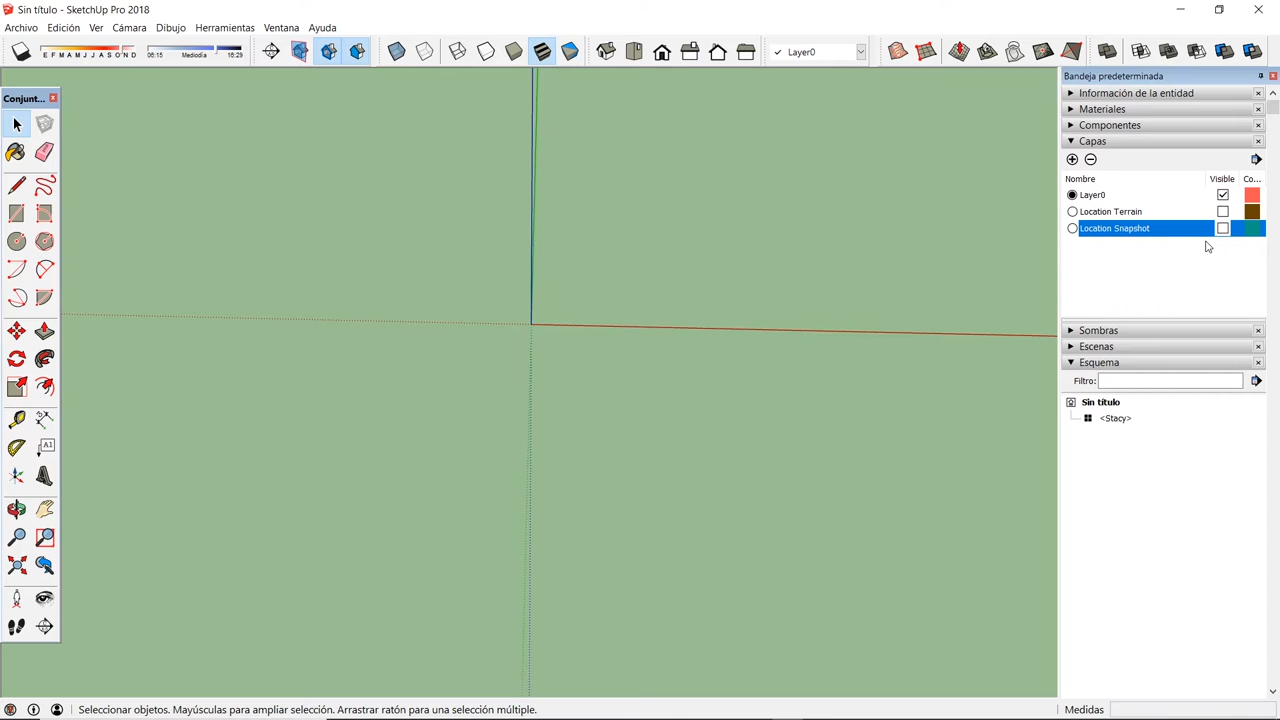 Sin título - SketchUp Pro 2018
Archivo Edición Ver Cámara Dibujo Herramientas Ventana Ayuda
E F M A M J J A S O N D 06:15 Mediodía 16:29 Layer0
Bandeja predeterminada
Conjunt...
Información de la entidad
Materiales
Componentes
Capas
Nombre Visible Co...
Layer0
Location Terrain
Location Snapshot
Sombras
Escenas
Esquema
Filtro:
Sin título
<Stacy>
A1
Seleccionar objetos. Mayúsculas para ampliar selección. Arrastrar ratón para una selección múltiple. Medidas